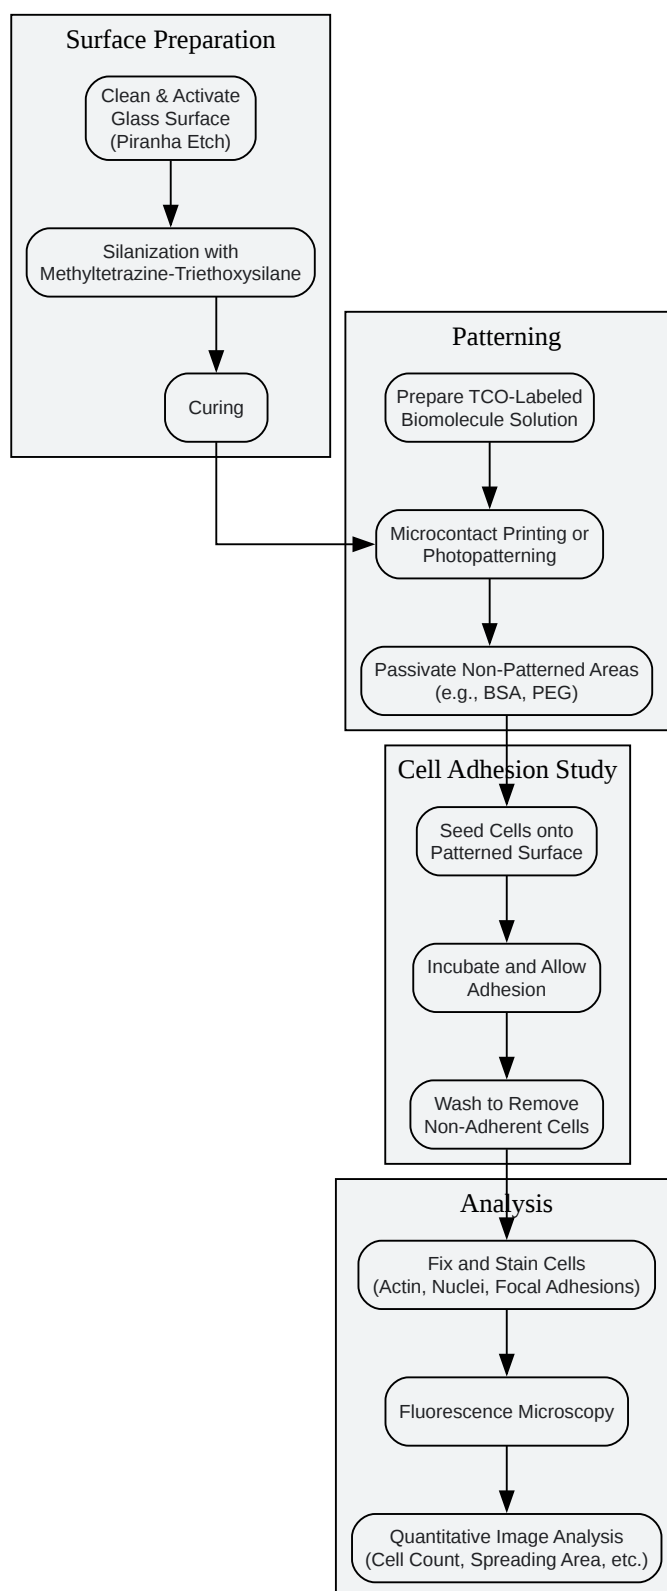 Surface Preparation
Clean & Activate
Glass Surface
(Piranha Etch)
Silanization with
Methyltetrazine-Triethoxysilane
Curing
Patterning
Prepare TCO-Labeled
Biomolecule Solution
Microcontact Printing or
Photopatterning
Passivate Non-Patterned Areas
(e.g., BSA, PEG)
Cell Adhesion Study
Seed Cells onto
Patterned Surface
Incubate and Allow
Adhesion
Wash to Remove
Non-Adherent Cells
Analysis
Fix and Stain Cells
(Actin, Nuclei, Focal Adhesions)
Fluorescence Microscopy
Quantitative Image Analysis
(Cell Count, Spreading Area, etc.)